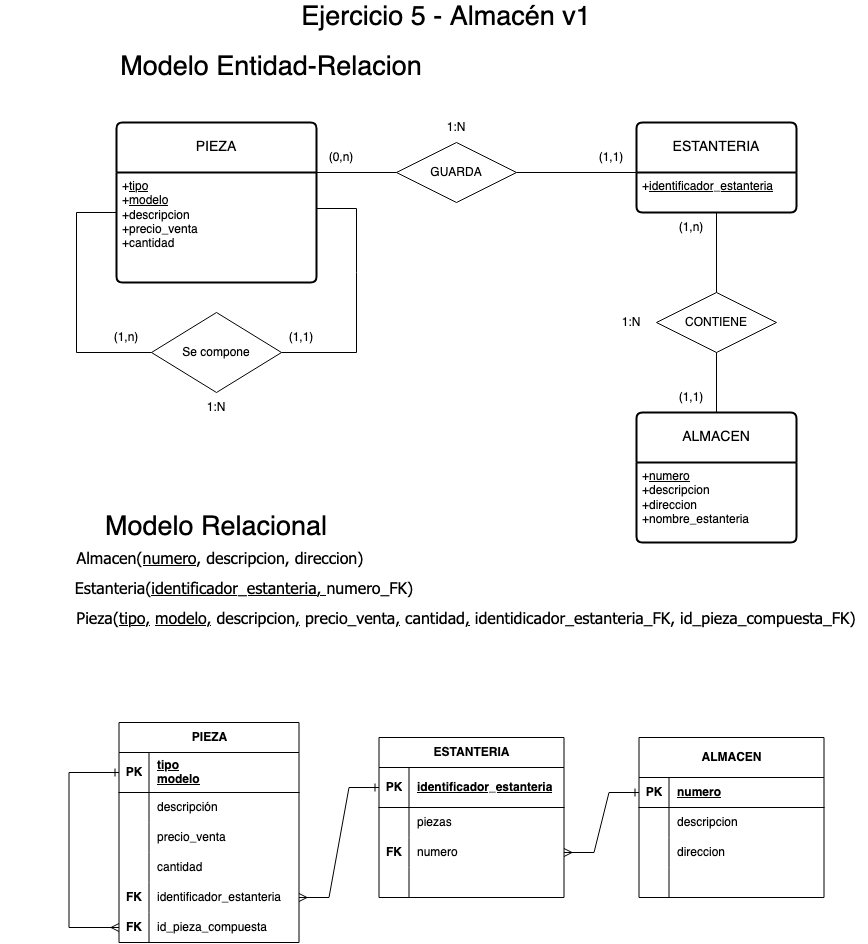 Ejercicio 5 - Almacén v1
Modelo Entidad-Relacion
PIEZA
+tipo
+modelo
+descripcion
+precio_venta
+cantidad
(0,n)
1:N
GUARDA
(1,1)
ESTANTERIA
+identificador_estanteria
(1,n)
1:N
CONTIENE
(1,1)
(1,n)
Se compone
(1,1)
1:N
ALMACEN
+numero
+descripcion
+direccion
+nombre_estanteria
Modelo Relacional
Almacen(numero, descripcion, direccion)
Estanteria(identificador_estanteria, numero_FK)
Pieza(tipo, modelo, descripcion, precio_venta, cantidad, identidicador_estanteria_FK, id_pieza_compuesta_FK)
PIEZA
PK
tipo
modelo
descripción
precio_venta
cantidad
FK identificador_estanteria
FK id_pieza_compuesta
ESTANTERIA
PK identificador_estanteria
piezas
FK numero
ALMACEN
PK numero
descripcion
direccion